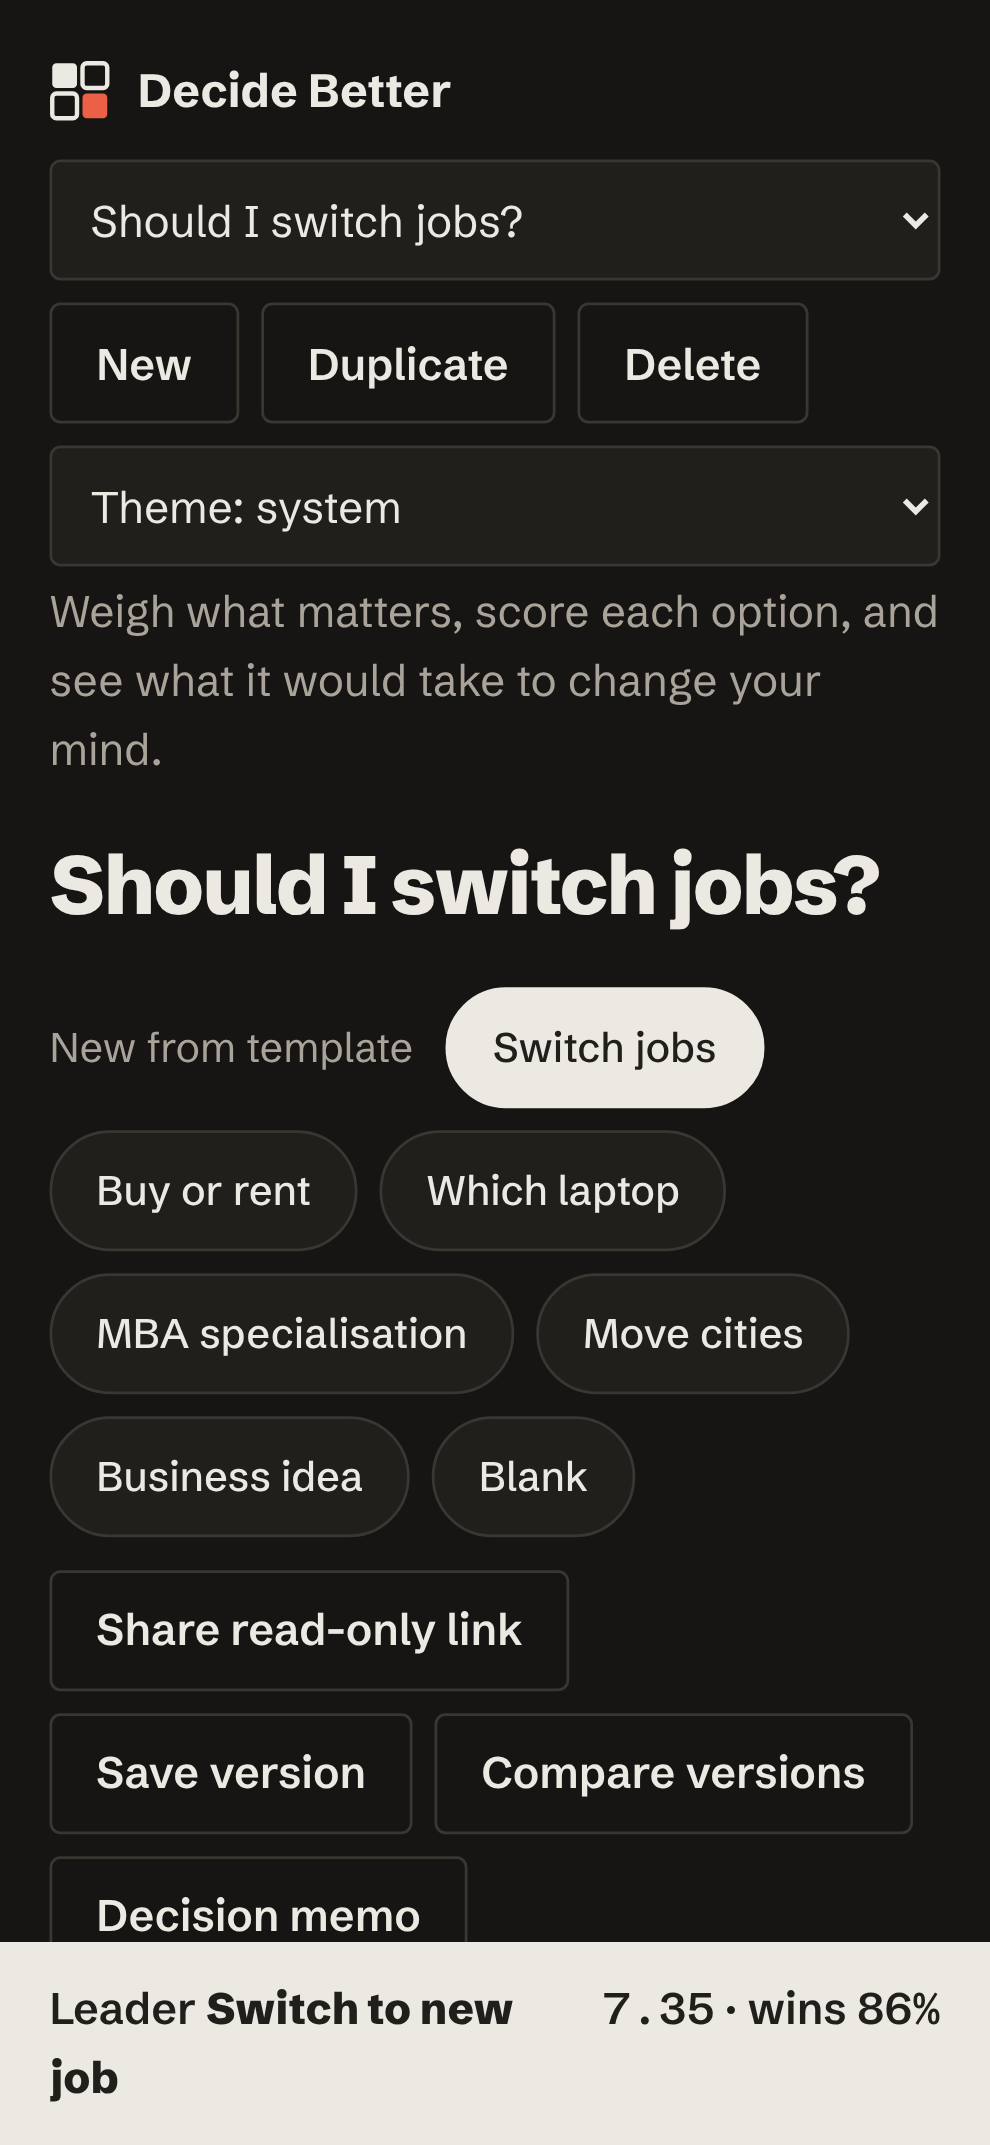 Decide Better
Should I switch jobs?
New Duplicate Delete
Theme: system
Weigh what matters, score each option, and
see what it would take to change your
mind.
Should I switch jobs?
New from template Switch jobs
Buy or rent Which laptop
MBA specialisation Move cities
Business idea Blank
Share read-only link
Save version Compare versions
Decision memo
Leader Switch to new 7.35 · wins 86%
job